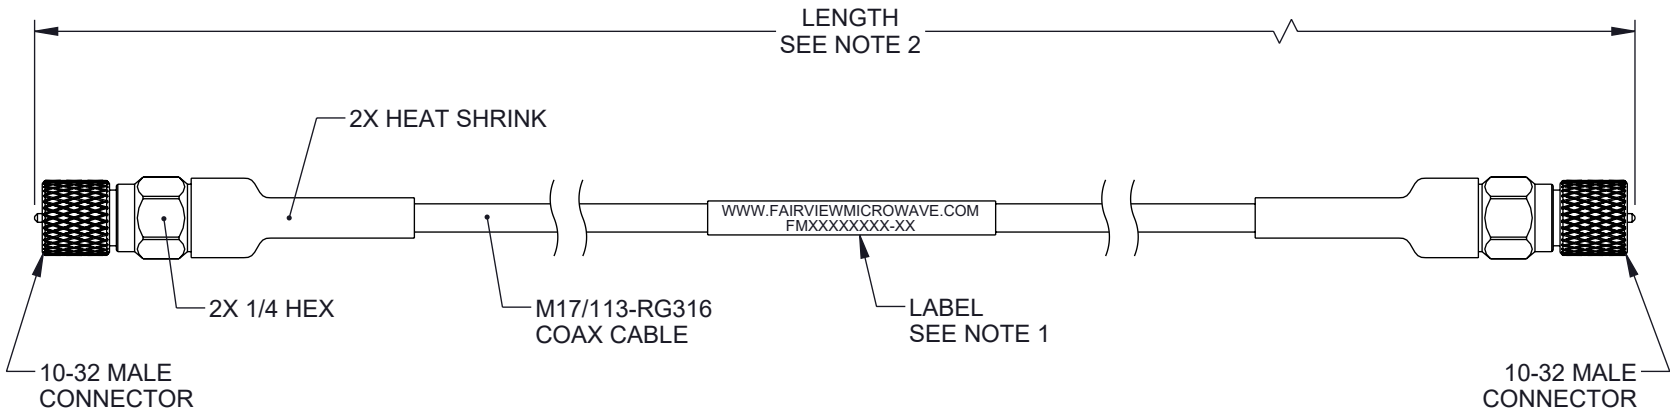 LENGTH
SEE NOTE 2
2X HEAT SHRINK
WWW.FAIRVIEWMICROWAVE.COM
FMXXXXXXXX-XX
2X 1/4 HEX
M17/113-RG316
COAX CABLE
LABEL
SEE NOTE 1
10-32 MALE
CONNECTOR
10-32 MALE
CONNECTOR